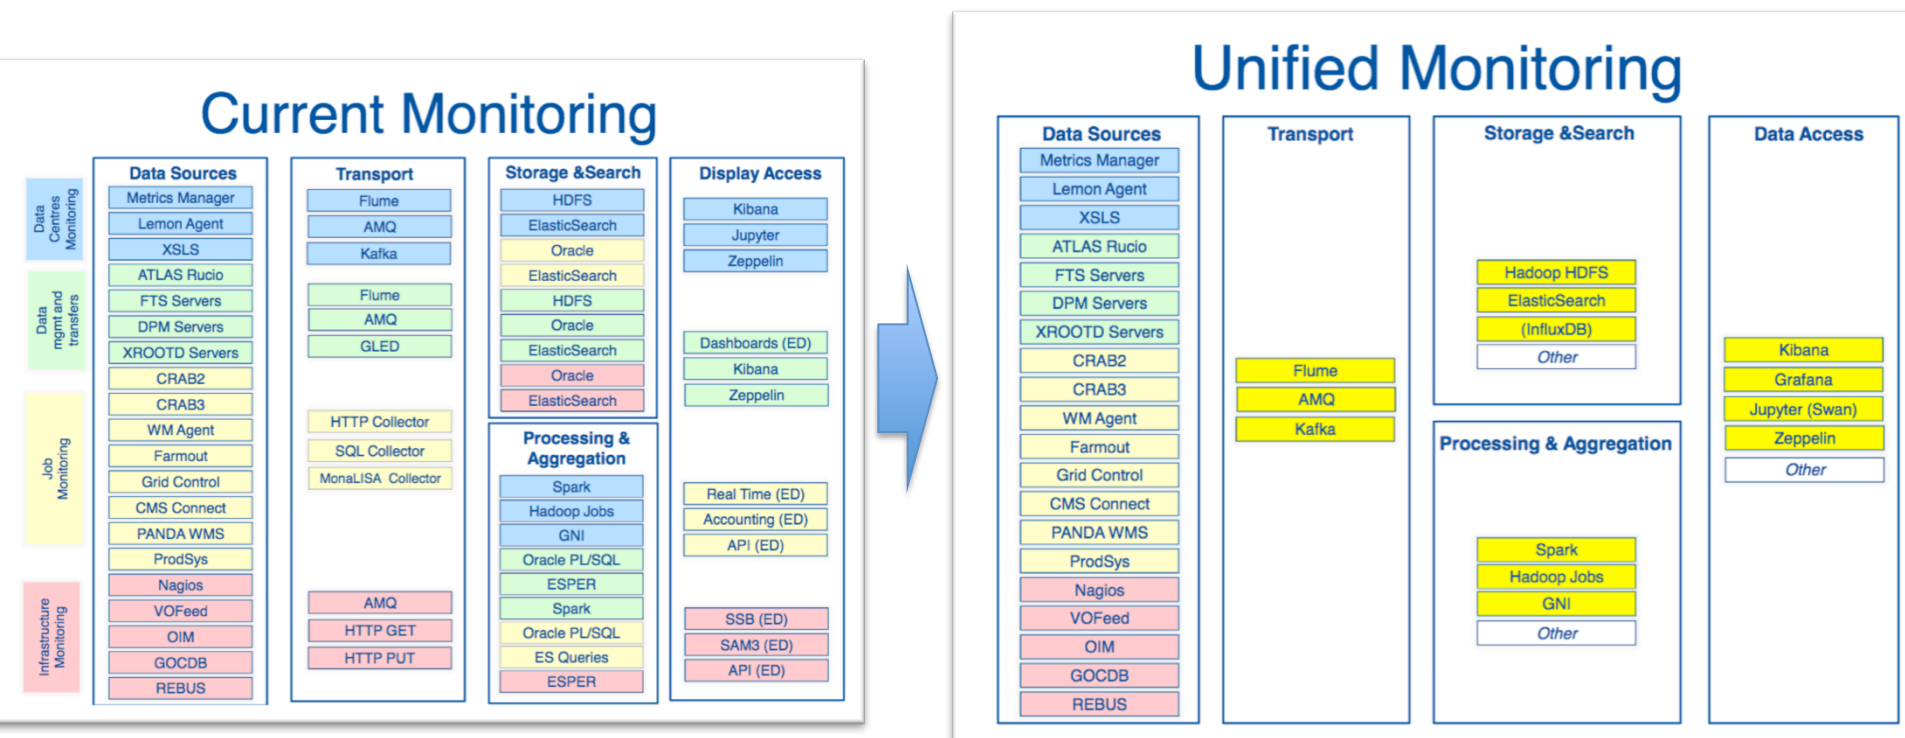 Current Monitoring
Data
Centres
Monitoring
Data
mgmt and
transfers
Job
Monitoring
Infrastructure
Monitoring
Data Sources
Metrics Manager
Lemon Agent
XSLS
ATLAS Rucio
FTS Servers
DPM Servers
XROOTD Servers
CRAB2
CRAB3
WM Agent
Farmout
Grid Control
CMS Connect
PANDA WMS
ProdSys
Nagios
VOFeed
OIM
GOCDB
REBUS
Transport
Flume
AMQ
Kafka
Flume
AMQ
GLED
HTTP Collector
SQL Collector
MonaLISA Collector
AMQ
HTTP GET
HTTP PUT
Storage &Search
HDFS
ElasticSearch
Oracle
ElasticSearch
HDFS
Oracle
ElasticSearch
Oracle
ElasticSearch
Processing &
Aggregation
Spark
Hadoop Jobs
GNI
Oracle PL/SQL
ESPER
Spark
Oracle PL/SQL
ES Queries
ESPER
Display Access
Kibana
Jupyter
Zeppelin
Dashboards (ED)
Kibana
Zeppelin
Real Time (ED)
Accounting (ED)
API (ED)
SSB (ED)
SAM3 (ED)
API (ED)
Unified Monitoring
Data Sources
Metrics Manager
Lemon Agent
XSLS
ATLAS Rucio
FTS Servers
DPM Servers
XROOTD Servers
CRAB2
CRAB3
WM Agent
Farmout
Grid Control
CMS Connect
PANDA WMS
ProdSys
Nagios
VOFeed
OIM
GOCDB
REBUS
Transport
Flume
AMQ
Kafka
Storage &Search
Hadoop HDFS
ElasticSearch
(InfluxDB)
Other
Processing & Aggregation
Spark
Hadoop Jobs
GNI
Other
Data Access
Kibana
Grafana
Jupyter (Swan)
Zeppelin
Other